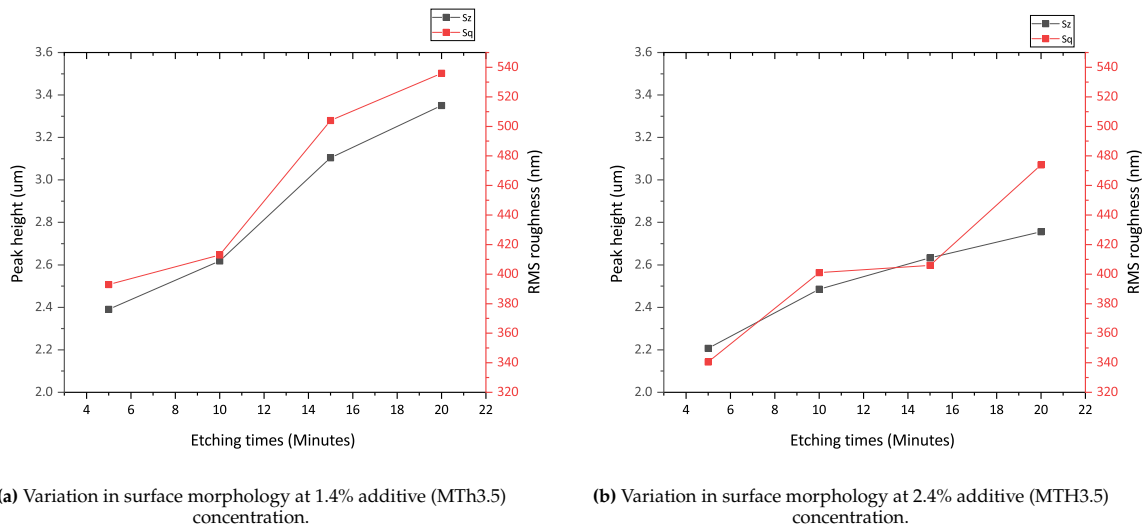 Sz
Sq
3.6
3.4
3.2
3.0
2.8
2.6
2.4
2.2
2.0
Peak height (um)
540
520
500
480
460
440
420
400
380
360
340
320
RMS roughness (nm)
4 6 8 10 12 14 16 18 20 22
Etching times (Minutes)
(a) Variation in surface morphology at 1.4% additive (MTh3.5)
concentration.
Sz
Sq
3.6
3.4
3.2
3.0
2.8
2.6
2.4
2.2
2.0
Peak height (um)
540
520
500
480
460
440
420
400
380
360
340
320
RMS roughness (nm)
4 6 8 10 12 14 16 18 20 22
Etching times (Minutes)
(b) Variation in surface morphology at 2.4% additive (MTH3.5)
concentration.